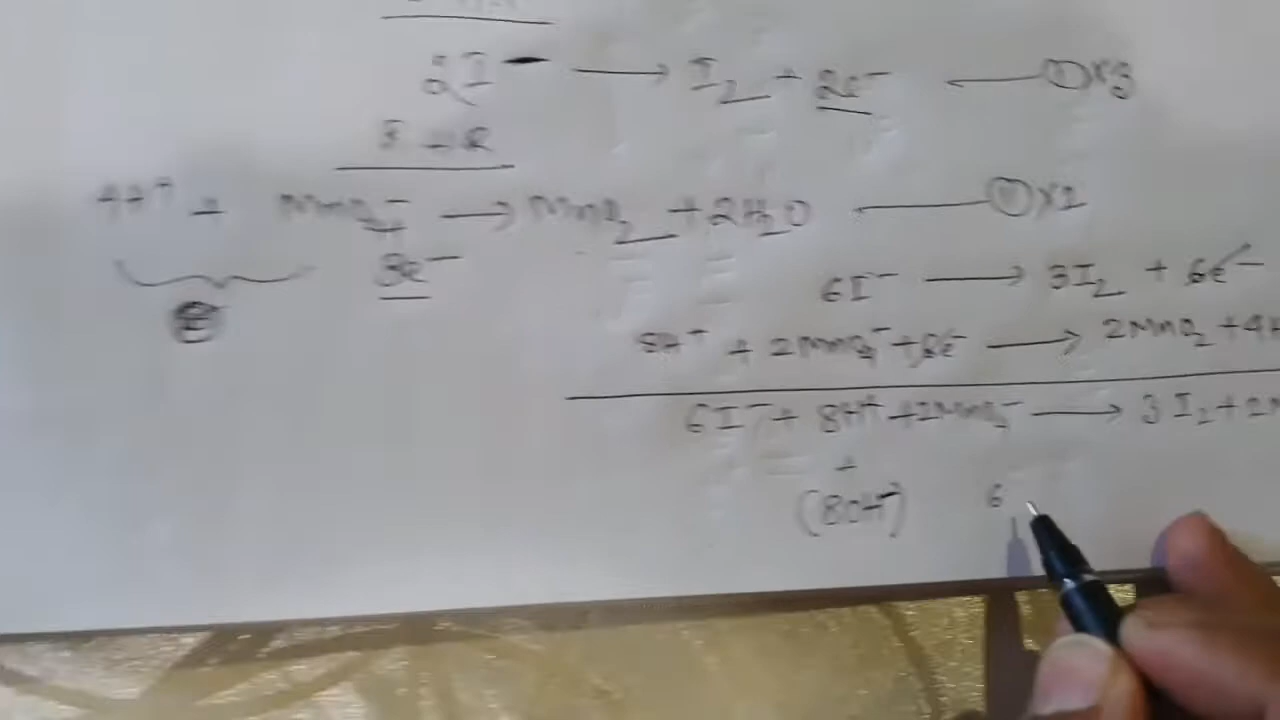 2I⁻ ⟶ I₂ + 2e⁻ ⟵ ①×3
4H⁺ + MnO₄⁻ ⟶ MnO₂ + 2H₂O ⟵ ②×2
3e⁻
6I⁻ ⟶ 3I₂ + 6e⁻
8H⁺ + 2MnO₄⁻ + 6e⁻ ⟶ 2MnO₂ + 4H
6I⁻ + 8H⁺ + 2MnO₄⁻ ⟶ 3I₂ + 2M
+
(8OH⁻) 6